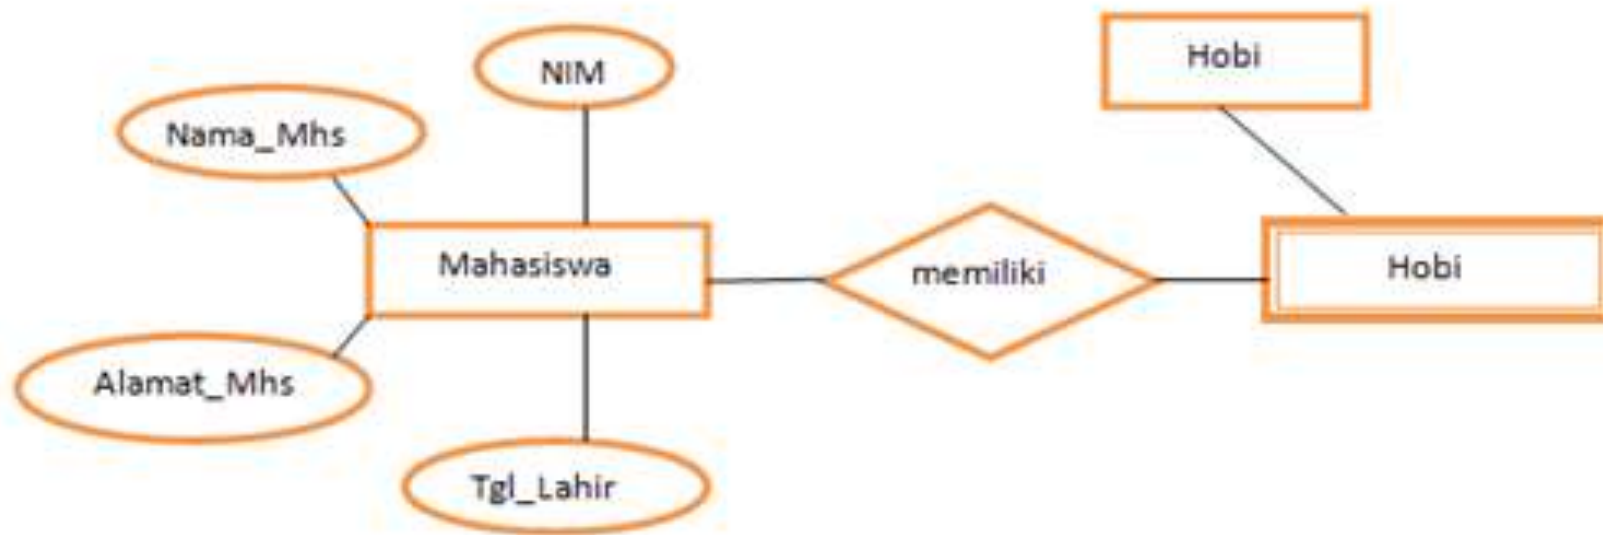 Hobi
NIM
Nama_Mhs
Mahasiswa
memiliki
Hobi
Alamat_Mhs
Tgl_Lahir